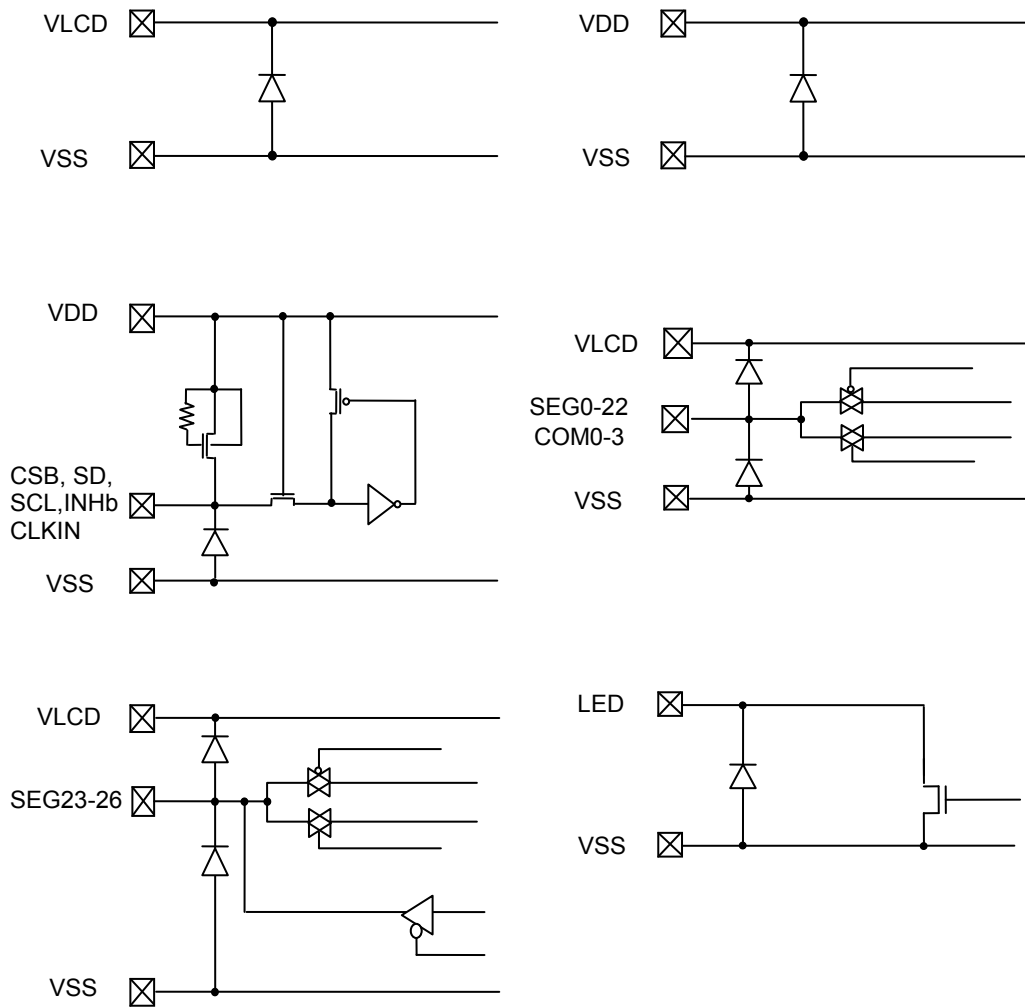 VLCD
VSS
VDD
VSS
VDD
CSB, SD,
SCL,INHb
CLKIN
VSS
VLCD
SEG0-22
COM0-3
VSS
VLCD
SEG23-26
VSS
LED
VSS